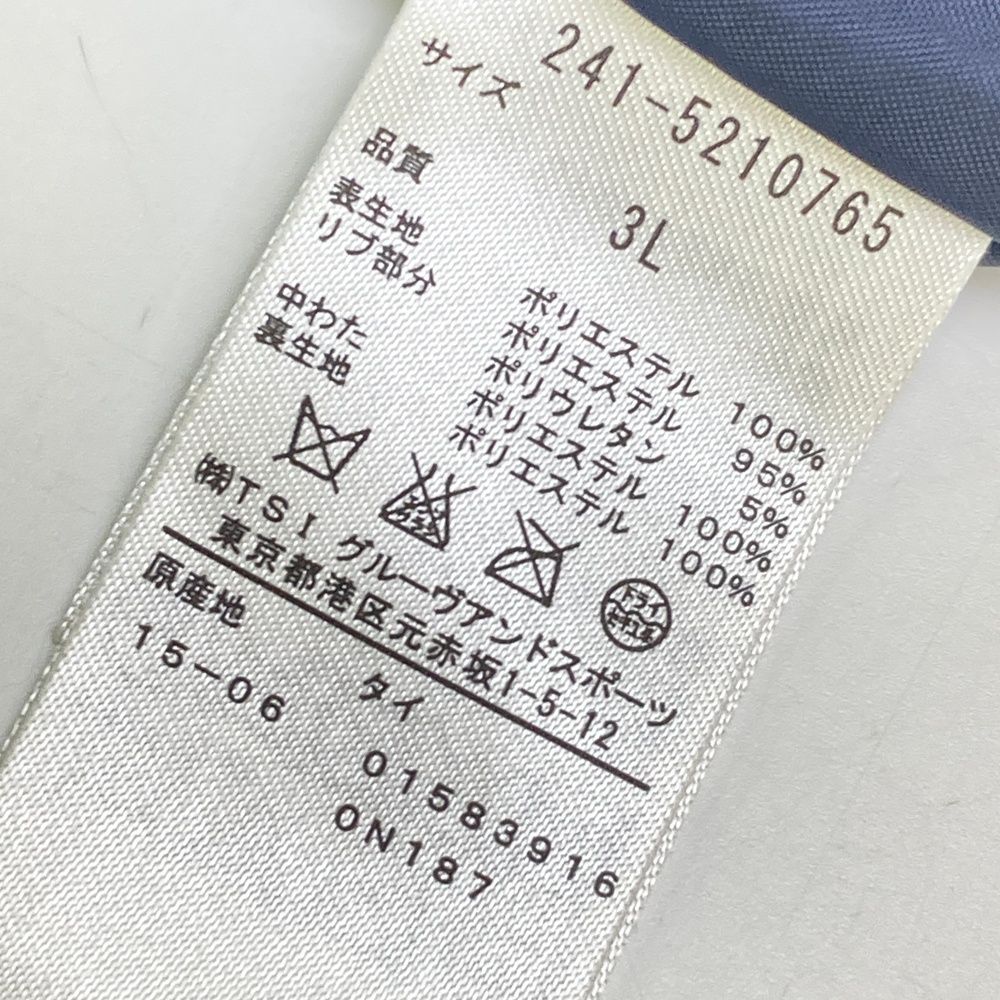 241-5210765
サイズ 3L
品質
表生地 ポリエステル 100%
リブ部分 ポリエステル 95%
ポリウレタン 5%
中わた ポリエステル 100%
裏生地 ポリエステル 100%
ドライ
㈱TSI グルーヴアンドスポーツ
東京都港区元赤坂1-5-12
原産地 タイ
15-06 01583916
0N187